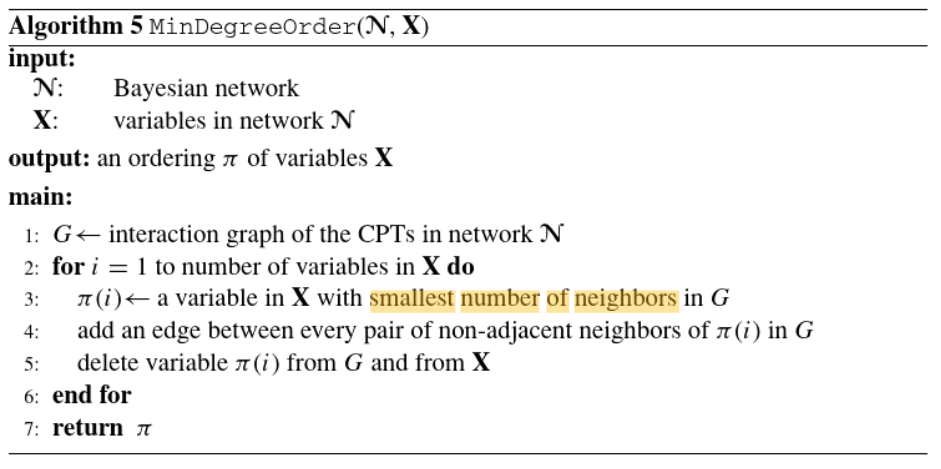 Algorithm 5 MinDegreeOrder(𝒩, X)
input:
𝒩: Bayesian network
X: variables in network 𝒩
output: an ordering π of variables X
main:
1: G ← interaction graph of the CPTs in network 𝒩
2: for i = 1 to number of variables in X do
3: π(i) ← a variable in X with smallest number of neighbors in G
4: add an edge between every pair of non-adjacent neighbors of π(i) in G
5: delete variable π(i) from G and from X
6: end for
7: return π